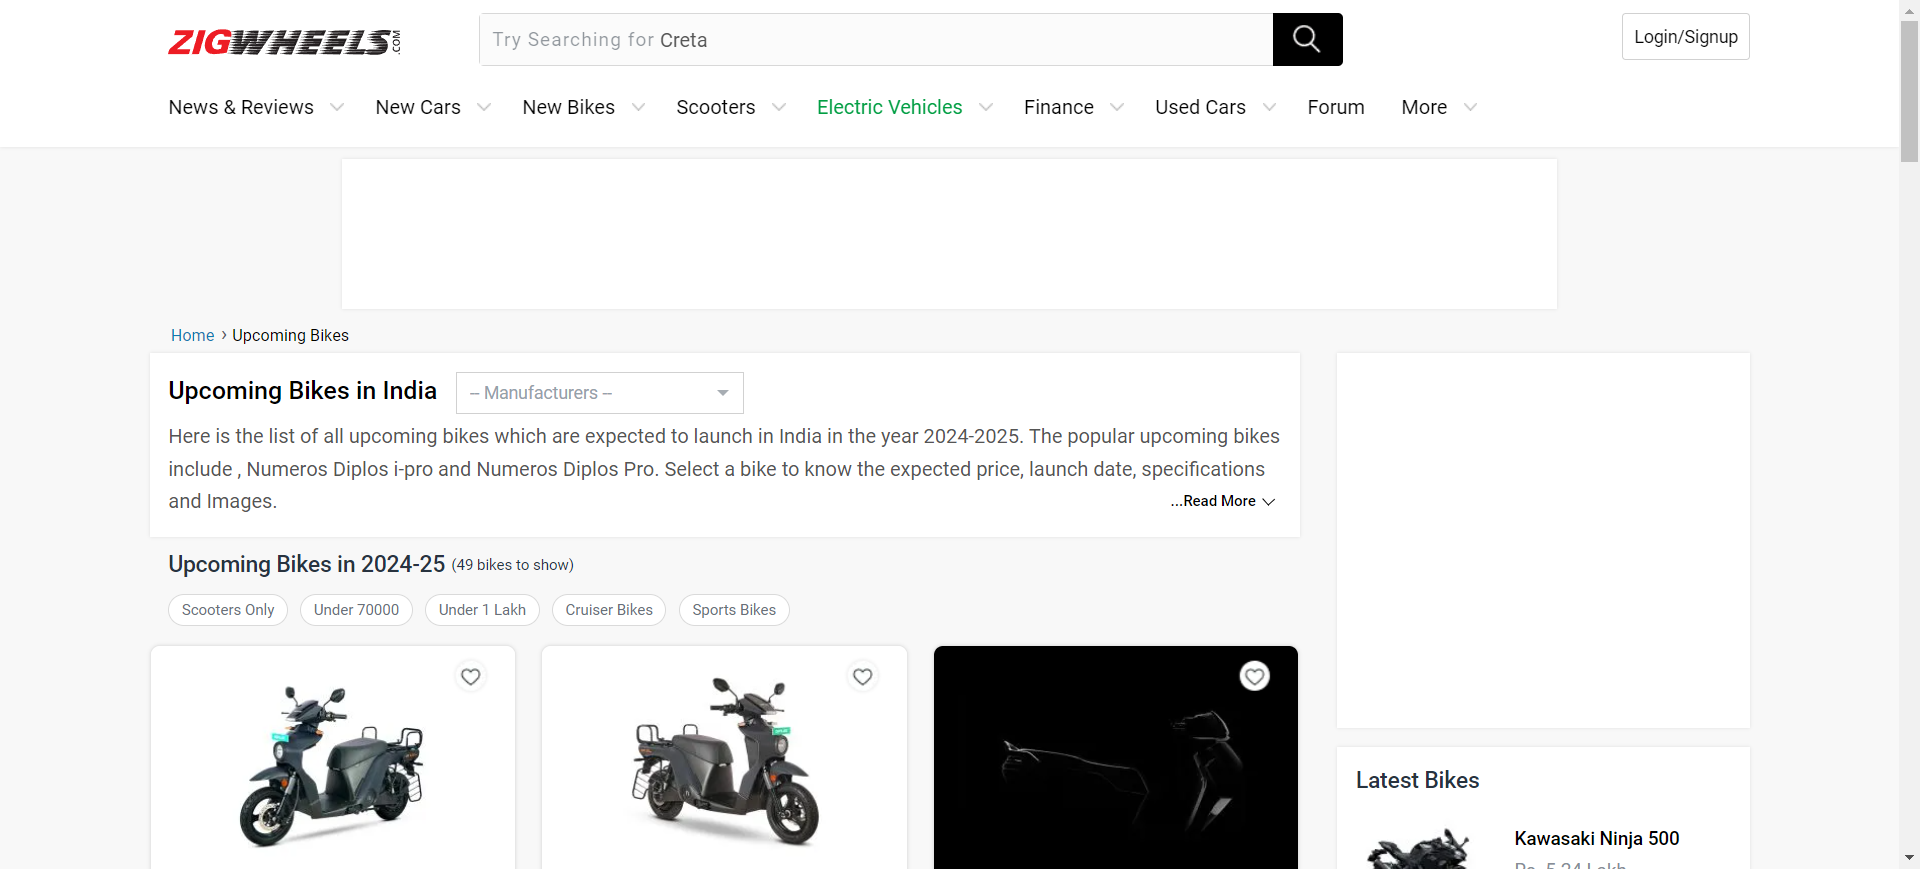 ZIGWHEELS.COM
Try Searching for Creta
Login/Signup
News & Reviews
New Cars
New Bikes
Scooters
Electric Vehicles
Finance
Used Cars
Forum
More
Home › Upcoming Bikes
Upcoming Bikes in India
-- Manufacturers --
Here is the list of all upcoming bikes which are expected to launch in India in the year 2024-2025. The popular upcoming bikes
include , Numeros Diplos i-pro and Numeros Diplos Pro. Select a bike to know the expected price, launch date, specifications
and Images.
...Read More
Upcoming Bikes in 2024-25 (49 bikes to show)
Scooters Only
Under 70000
Under 1 Lakh
Cruiser Bikes
Sports Bikes
Latest Bikes
Kawasaki Ninja 500
Rs. 5.24 Lakh